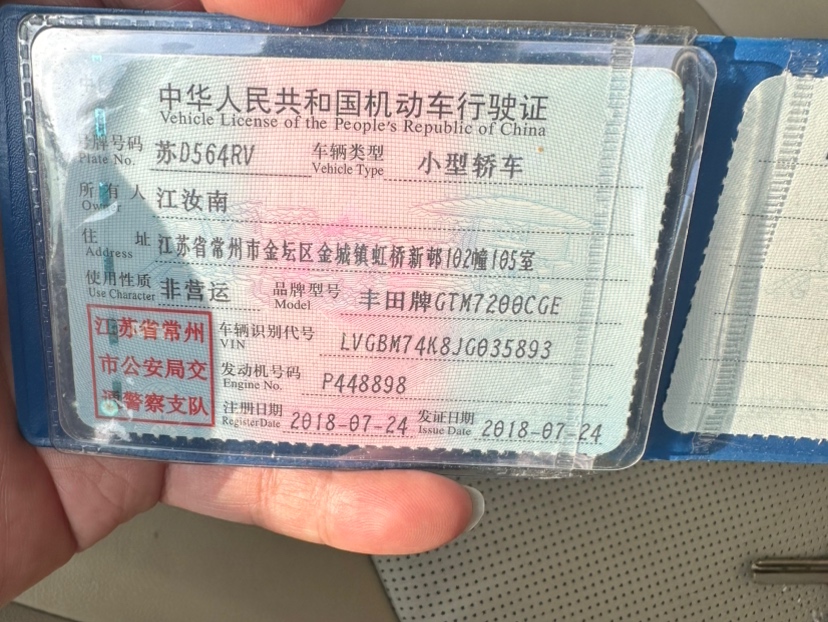 中华人民共和国机动车行驶证
Vehicle License of the People's Republic of China
号牌号码 苏D564RV 车辆类型 小型轿车
Plate No. Vehicle Type
所有人 江汝南
Owner
住址 江苏省常州市金坛区金城镇虹桥新邨102幢105室
Address
使用性质 非营运 品牌型号 丰田牌GTM7200CGE
Use Character Model
江苏省常州
市公安局交
通警察支队
车辆识别代号 LVGBM74K8JG035893
VIN
发动机号码 P448898
Engine No.
注册日期 2018-07-24 发证日期 2018-07-24
Register Date Issue Date